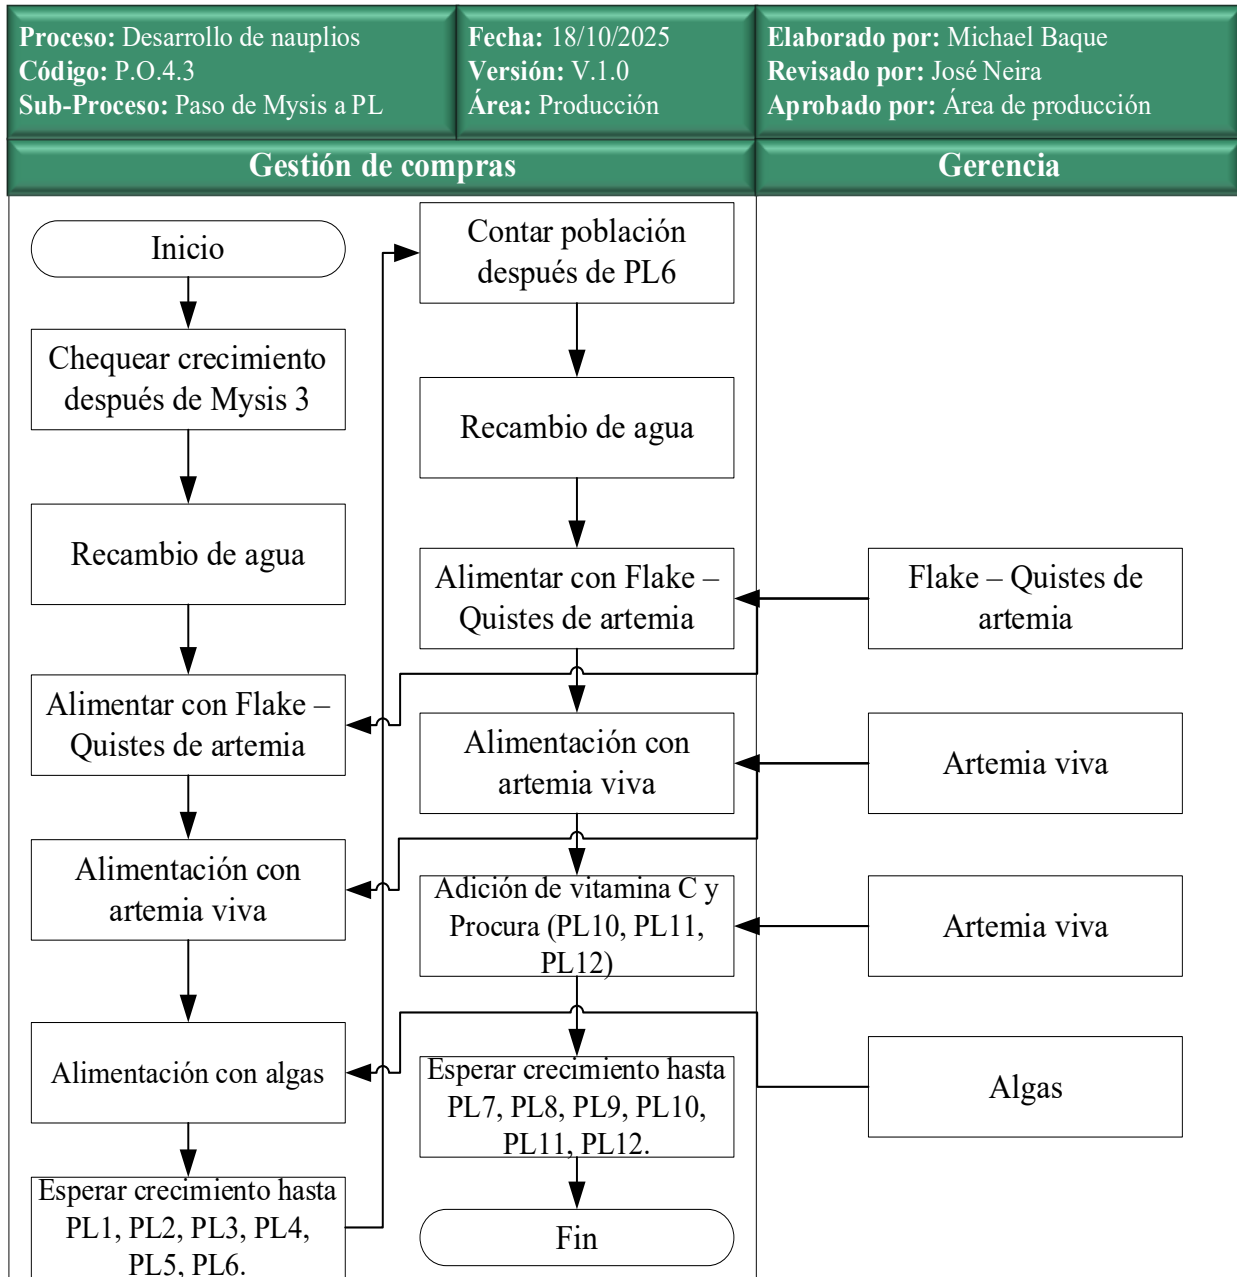 Proceso: Desarrollo de nauplios
Código: P.O.4.3
Sub-Proceso: Paso de Mysis a PL
Fecha: 18/10/2025
Versión: V.1.0
Área: Producción
Elaborado por: Michael Baque
Revisado por: José Neira
Aprobado por: Área de producción
Gestión de compras
Gerencia
Inicio
Chequear crecimiento
después de Mysis 3
Recambio de agua
Alimentar con Flake –
Quistes de artemia
Alimentación con
artemia viva
Alimentación con algas
Esperar crecimiento hasta
PL1, PL2, PL3, PL4,
PL5, PL6.
Contar población
después de PL6
Recambio de agua
Alimentar con Flake –
Quistes de artemia
Alimentación con
artemia viva
Adición de vitamina C y
Procura (PL10, PL11,
PL12)
Esperar crecimiento hasta
PL7, PL8, PL9, PL10,
PL11, PL12.
Fin
Flake – Quistes de
artemia
Artemia viva
Artemia viva
Algas